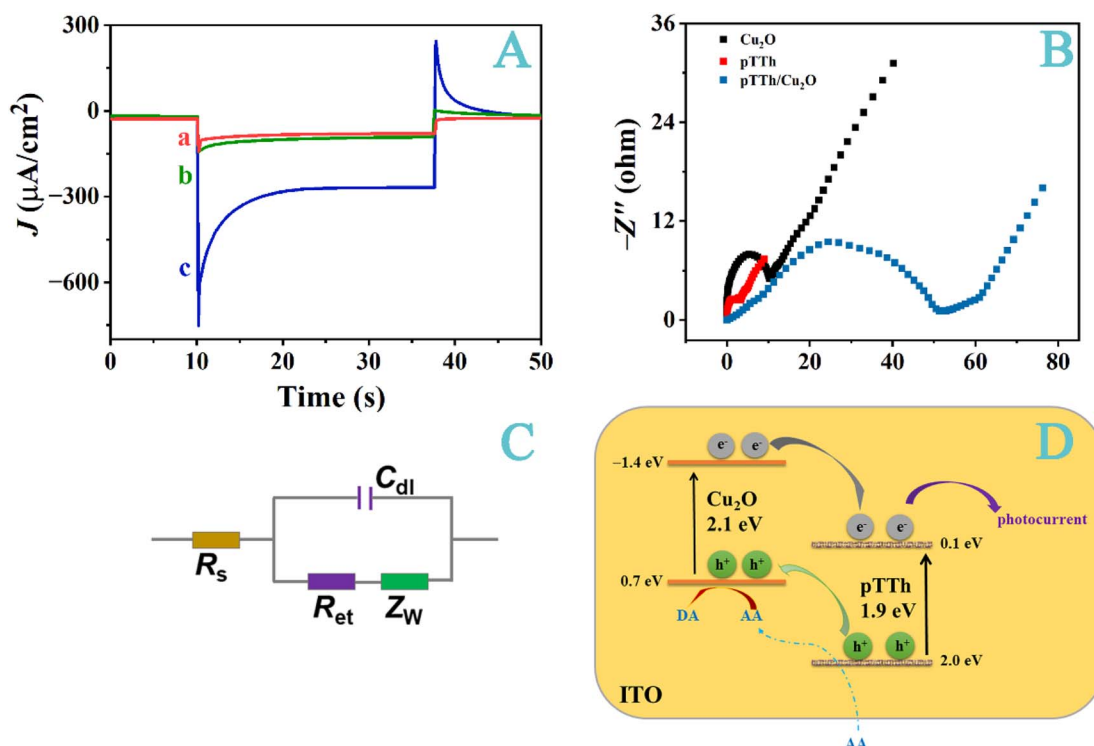 A
300
0
−300
−600
J (μA/cm²)
a
b
c
0 10 20 30 40 50
Time (s)
B
36
24
12
0
−Z″ (ohm)
Cu₂O
pTTh
pTTh/Cu₂O
0 20 40 60 80
C
Cdl
Rs
Ret
ZW
D
e⁻ e⁻
−1.4 eV
Cu₂O
2.1 eV
e⁻ e⁻
photocurrent
0.1 eV
h⁺ h⁺
0.7 eV
pTTh
1.9 eV
DA AA
h⁺ h⁺
2.0 eV
ITO
AA